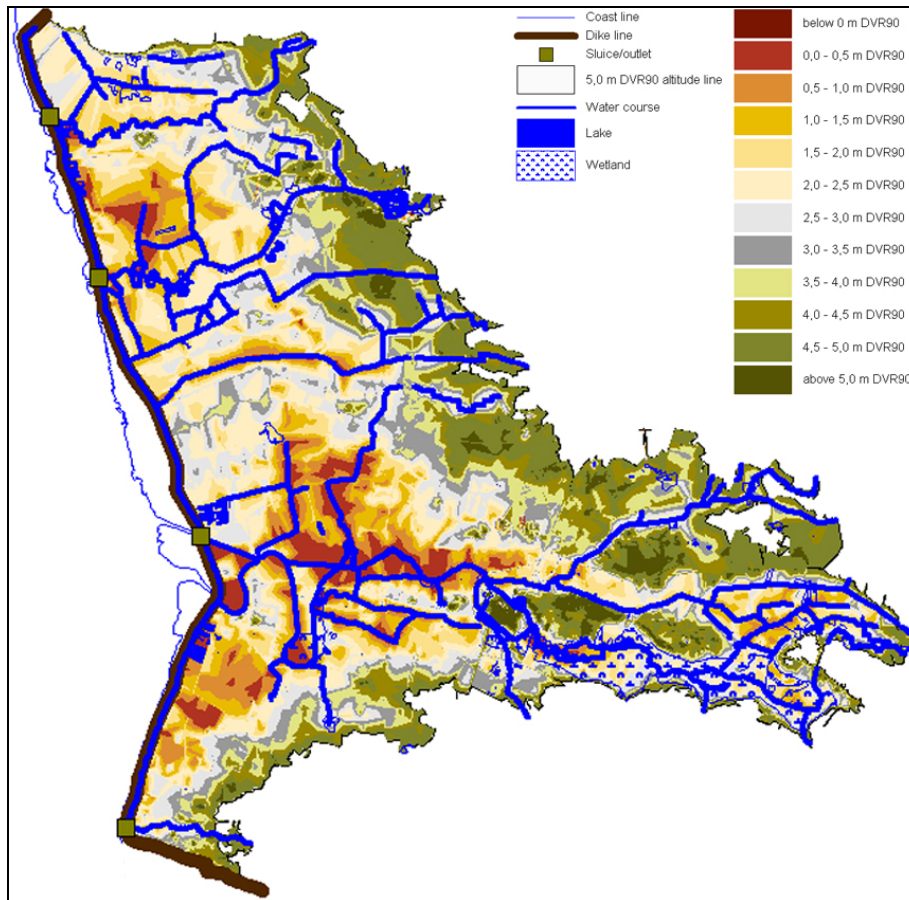 Coast line
Dike line
Sluice/outlet
5,0 m DVR90 altitude line
Water course
Lake
Wetland
below 0 m DVR90
0,0 - 0,5 m DVR90
0,5 - 1,0 m DVR90
1,0 - 1,5 m DVR90
1,5 - 2,0 m DVR90
2,0 - 2,5 m DVR90
2,5 - 3,0 m DVR90
3,0 - 3,5 m DVR90
3,5 - 4,0 m DVR90
4,0 - 4,5 m DVR90
4,5 - 5,0 m DVR90
above 5,0 m DVR90